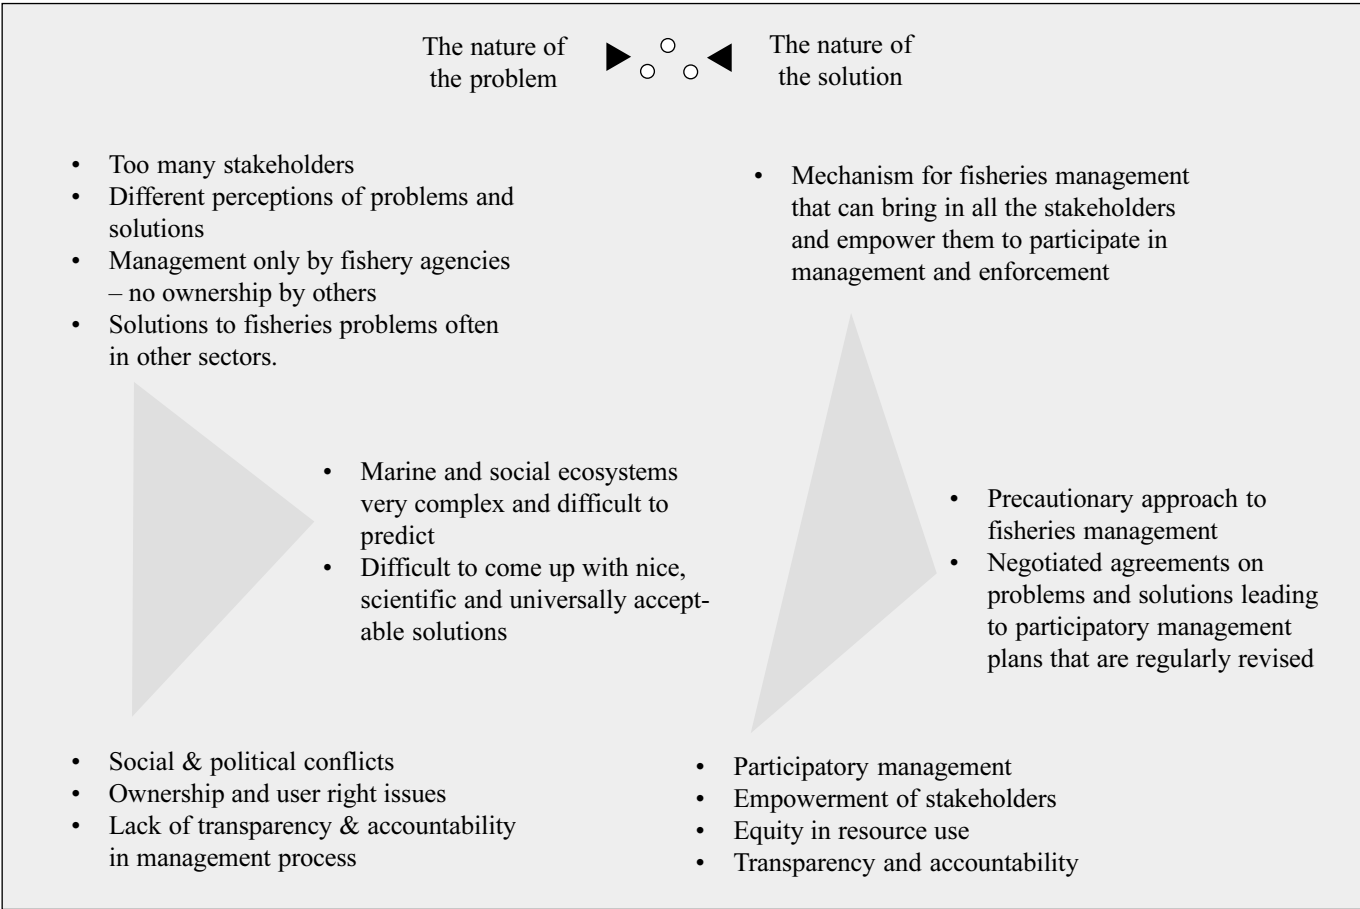 The nature of
the problem
The nature of
the solution
• Too many stakeholders
• Different perceptions of problems and
solutions
• Management only by fishery agencies
– no ownership by others
• Solutions to fisheries problems often
in other sectors.
• Mechanism for fisheries management
that can bring in all the stakeholders
and empower them to participate in
management and enforcement
• Marine and social ecosystems
very complex and difficult to
predict
• Difficult to come up with nice,
scientific and universally accept-
able solutions
• Precautionary approach to
fisheries management
• Negotiated agreements on
problems and solutions leading
to participatory management
plans that are regularly revised
• Social & political conflicts
• Ownership and user right issues
• Lack of transparency & accountability
in management process
• Participatory management
• Empowerment of stakeholders
• Equity in resource use
• Transparency and accountability